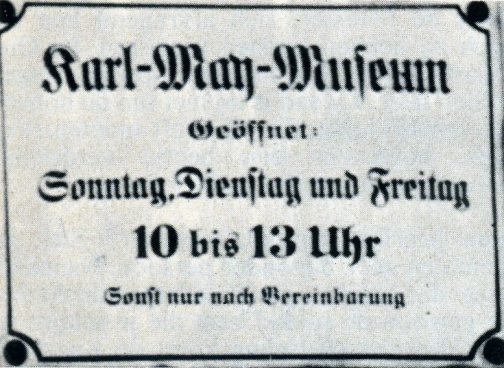 Karl-May-Museum
Geöffnet:
Sonntag, Dienstag und Freitag
10 bis 13 Uhr
Sonst nur nach Vereinbarung